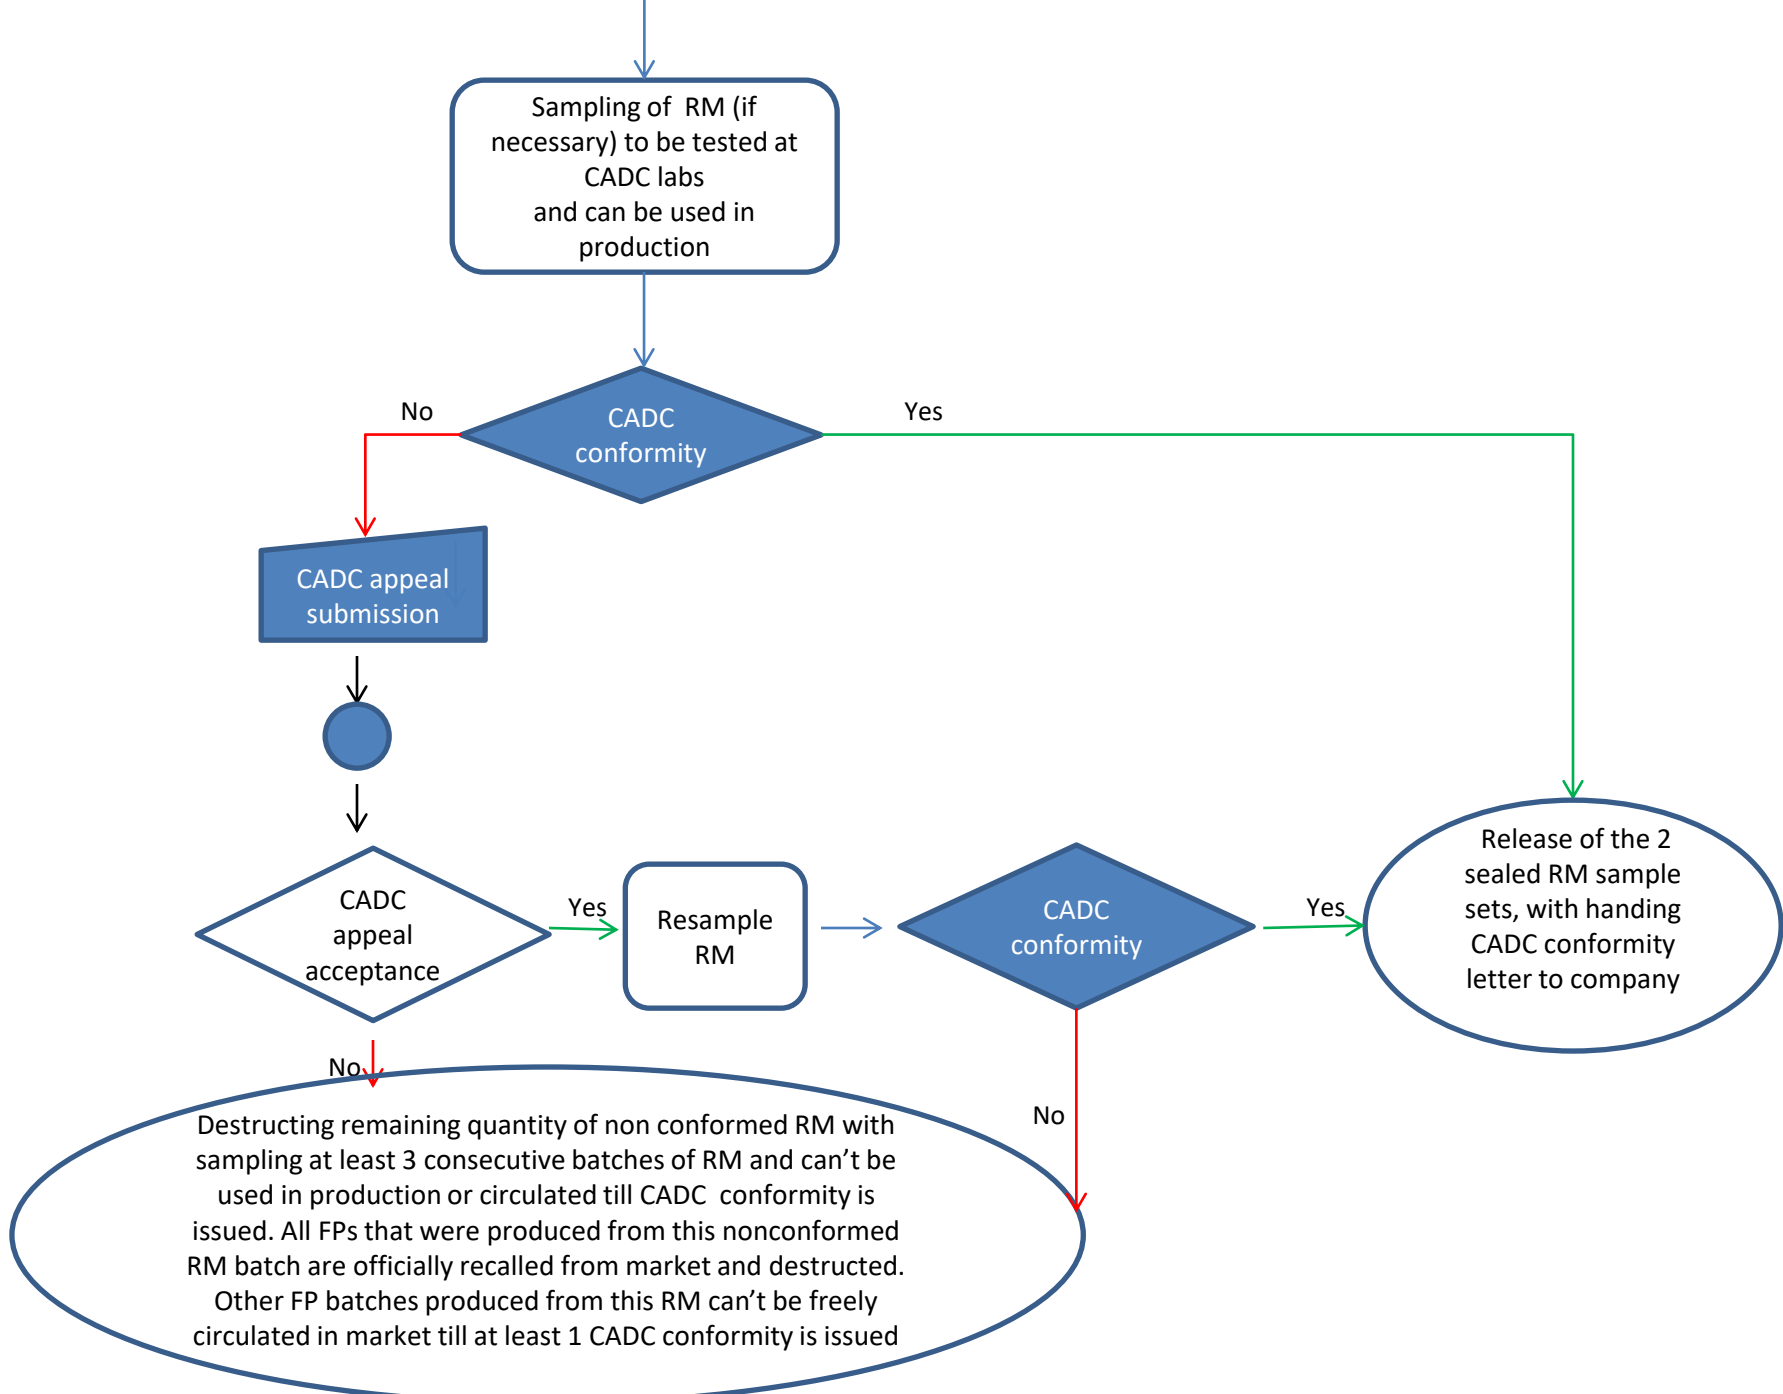 Sampling of  RM (if
necessary) to be tested at
CADC labs
and can be used in
production
No
Yes
CADC
conformity
CADC appeal
submission
CADC
appeal
acceptance
Yes
Resample
RM
CADC
conformity
Yes
Release of the 2
sealed RM sample
sets, with handing
CADC conformity
letter to company
No
No
Destructing remaining quantity of non conformed RM with
sampling at least 3 consecutive batches of RM and can’t be
used in production or circulated till CADC  conformity is
issued. All FPs that were produced from this nonconformed
RM batch are officially recalled from market and destructed.
Other FP batches produced from this RM can’t be freely
circulated in market till at least 1 CADC conformity is issued